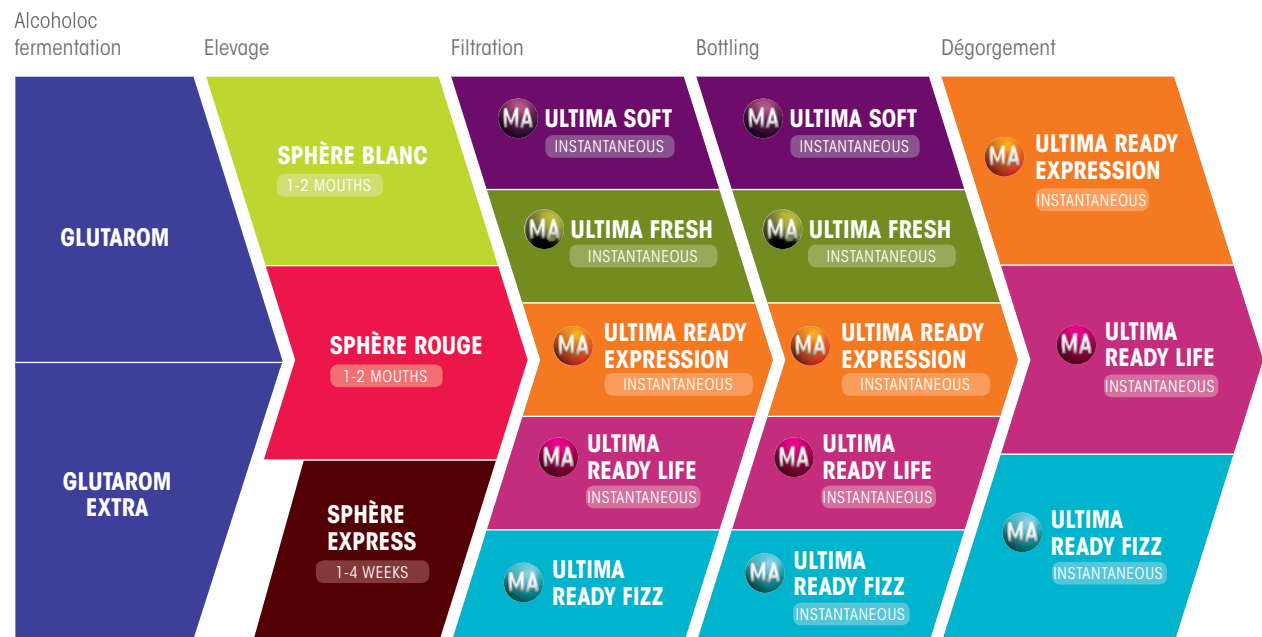 Alcoholoc
fermentation
Elevage
Filtration
Bottling
Dégorgement
GLUTAROM
GLUTAROM
EXTRA
SPHÈRE BLANC
1-2 MOUTHS
SPHÈRE ROUGE
1-2 MOUTHS
SPHÈRE
EXPRESS
1-4 WEEKS
MA ULTIMA SOFT
INSTANTANEOUS
MA ULTIMA FRESH
INSTANTANEOUS
MA ULTIMA READY
EXPRESSION
INSTANTANEOUS
MA ULTIMA
READY LIFE
INSTANTANEOUS
MA ULTIMA
READY FIZZ
MA ULTIMA SOFT
INSTANTANEOUS
MA ULTIMA FRESH
INSTANTANEOUS
MA ULTIMA READY
EXPRESSION
INSTANTANEOUS
MA ULTIMA
READY LIFE
INSTANTANEOUS
MA ULTIMA
READY FIZZ
INSTANTANEOUS
MA ULTIMA READY
EXPRESSION
INSTANTANEOUS
MA ULTIMA
READY LIFE
INSTANTANEOUS
MA ULTIMA
READY FIZZ
INSTANTANEOUS